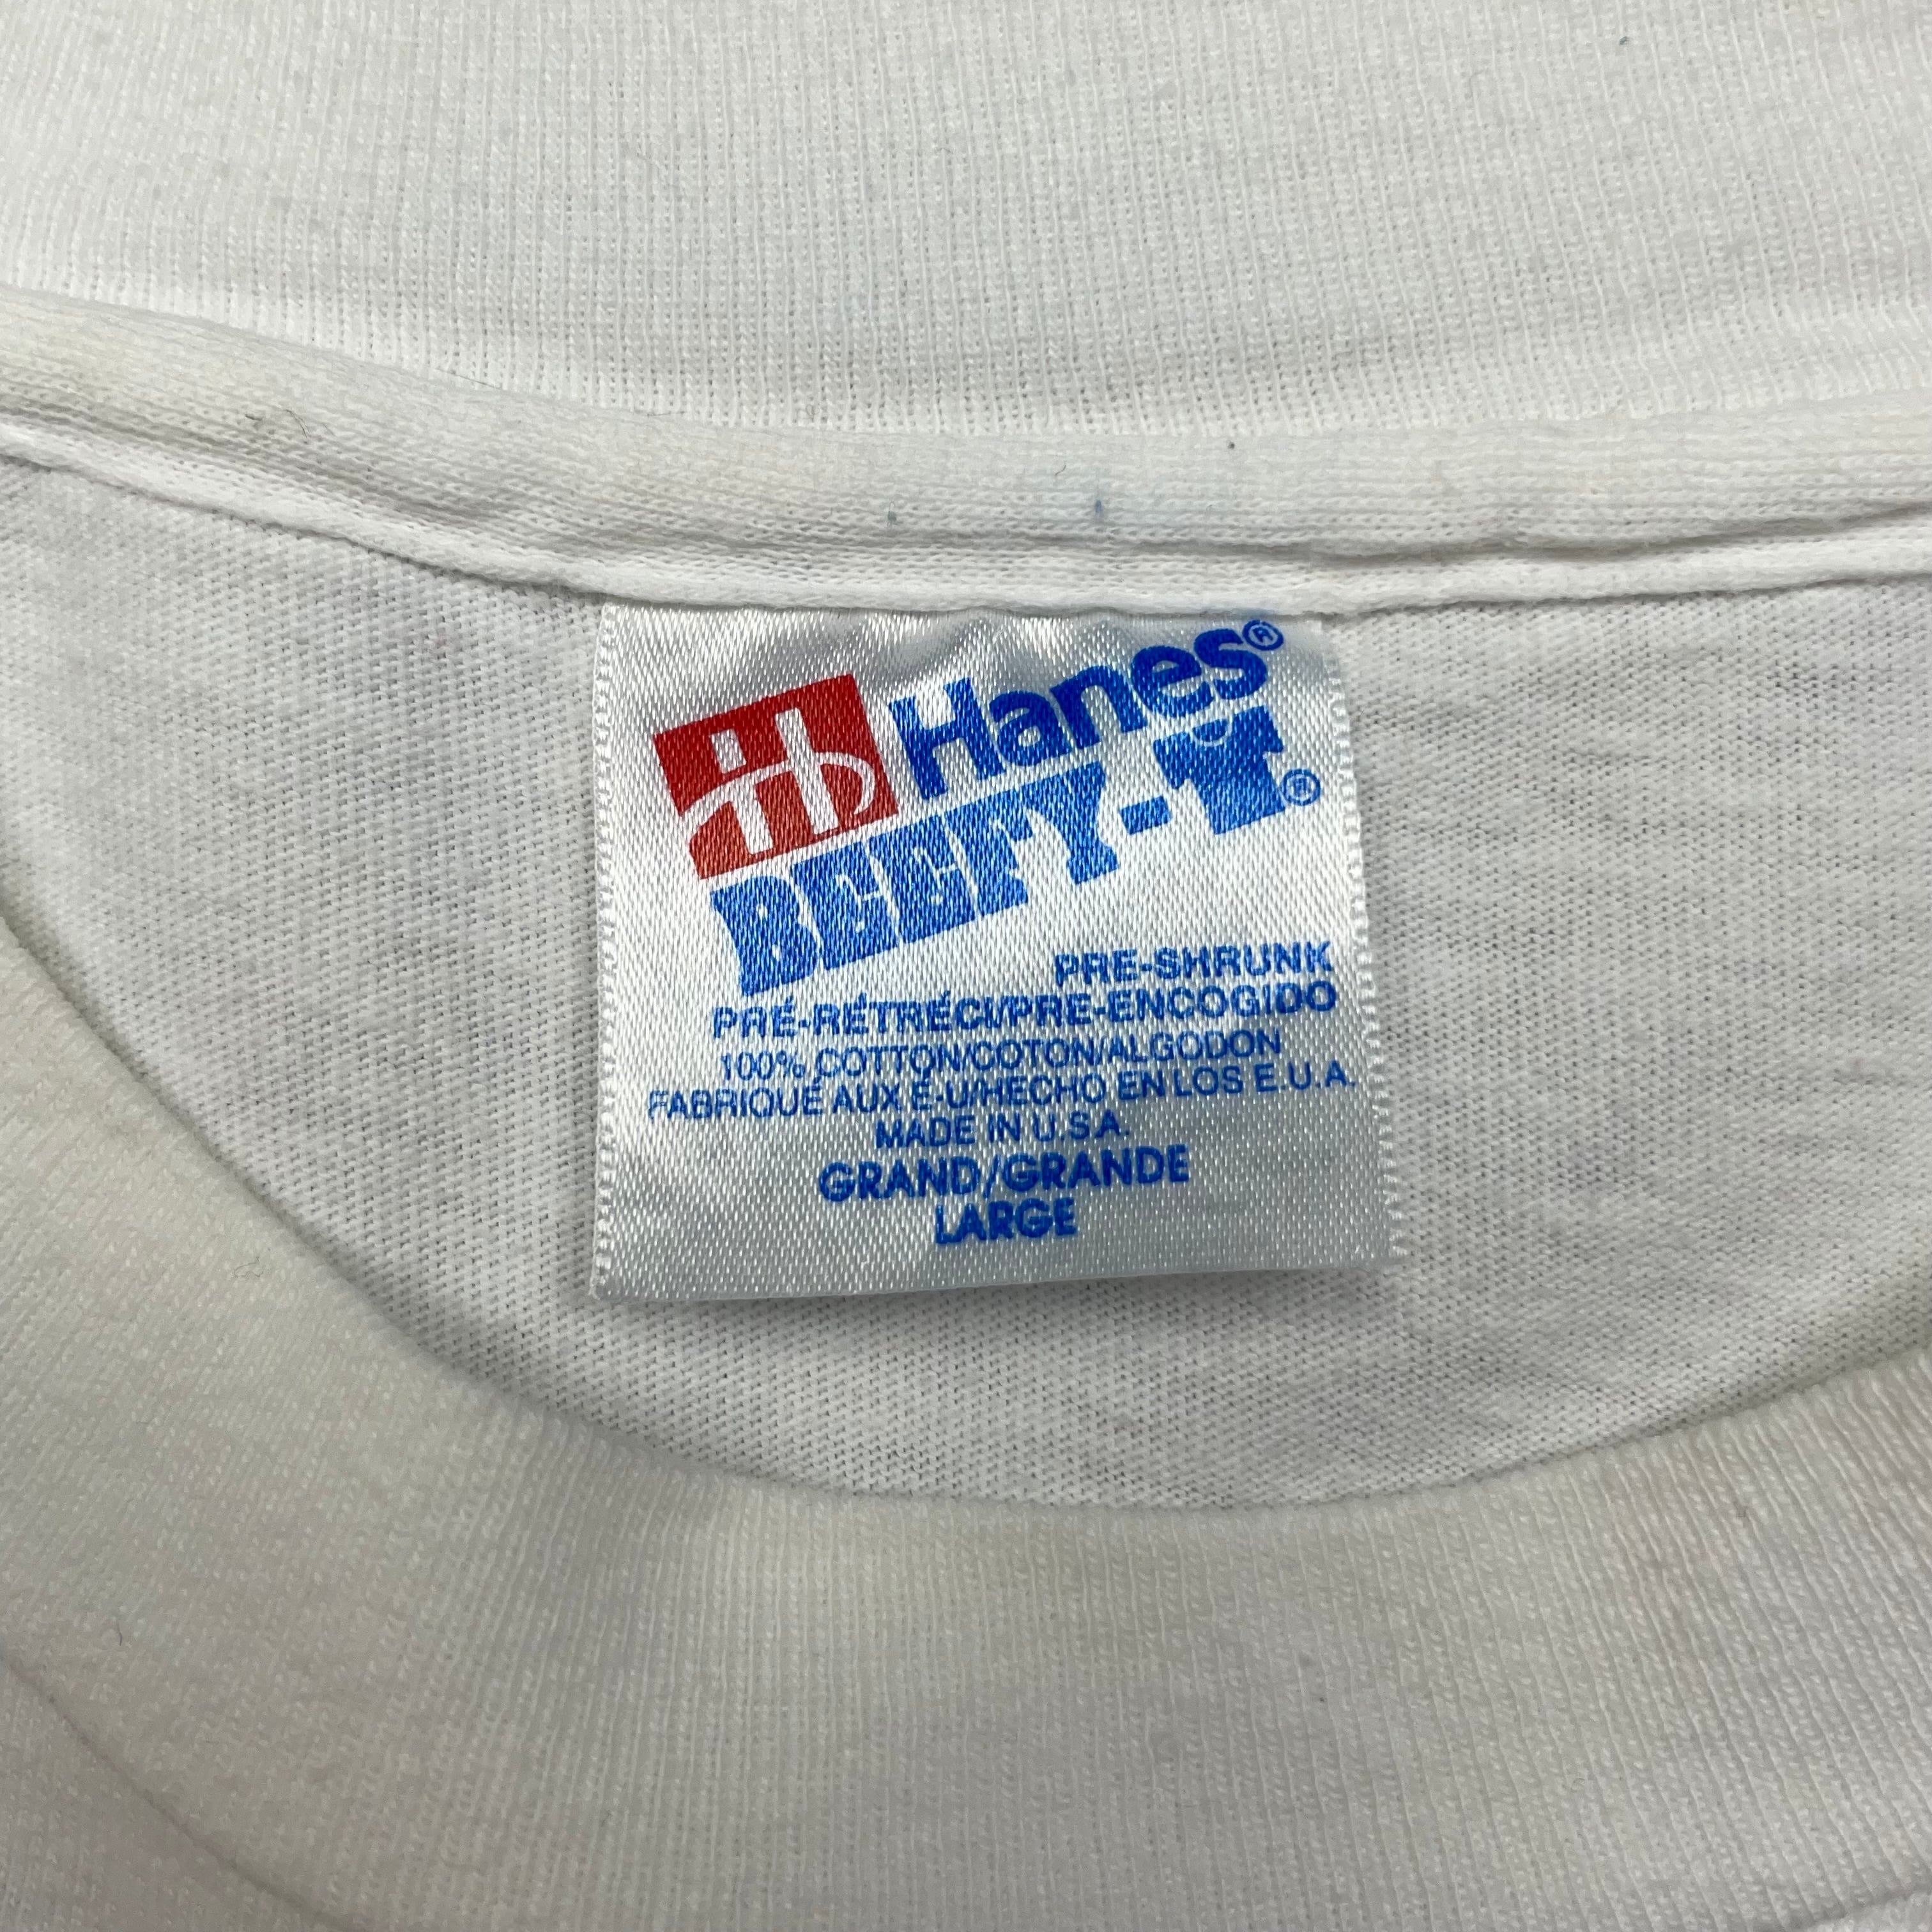 Hanes®
BEEFY-T®
PRE-SHRUNK
PRÉ-RÉTRÉCI/PRE-ENCOGIDO
100% COTTON/COTON/ALGODON
FABRIQUÉ AUX É-U/HECHO EN LOS E.U.A.
MADE IN U.S.A.
GRAND/GRANDE
LARGE